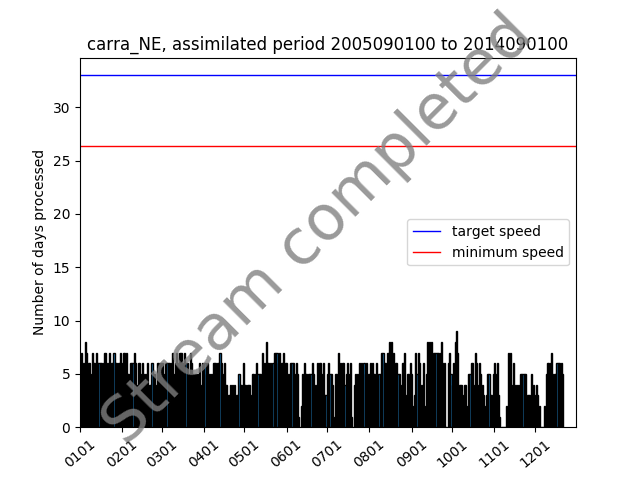 carra_NE, assimilated period 2005090100 to 2014090100
Stream completed
Number of days processed
30
25
20
15
10
5
0
target speed
minimum speed
0101 0201 0301 0401 0501 0601 0701 0801 0901 1001 1101 1201